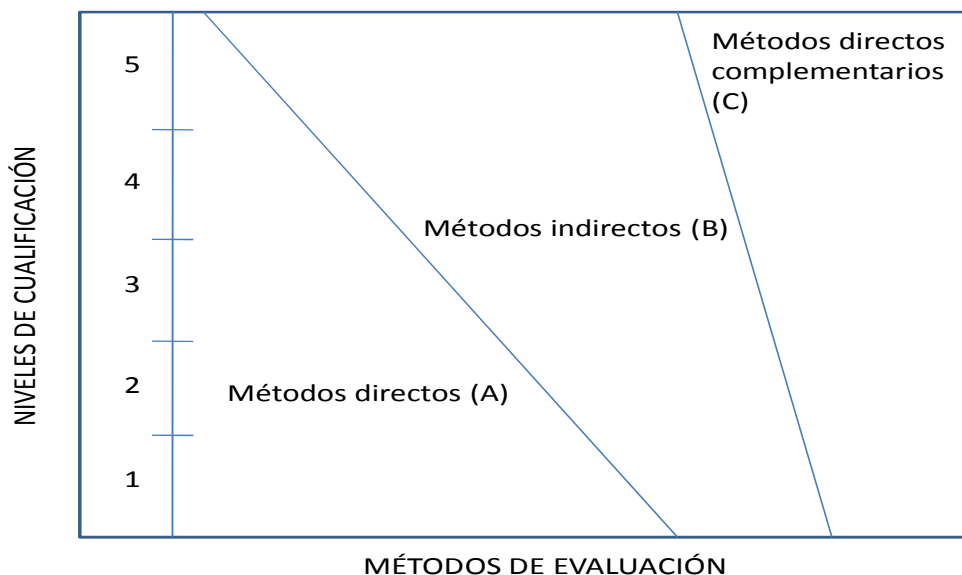 NIVELES DE CUALIFICACIÓN
5
4
3
2
1
Métodos directos
complementarios
(C)
Métodos indirectos (B)
Métodos directos (A)
MÉTODOS DE EVALUACIÓN